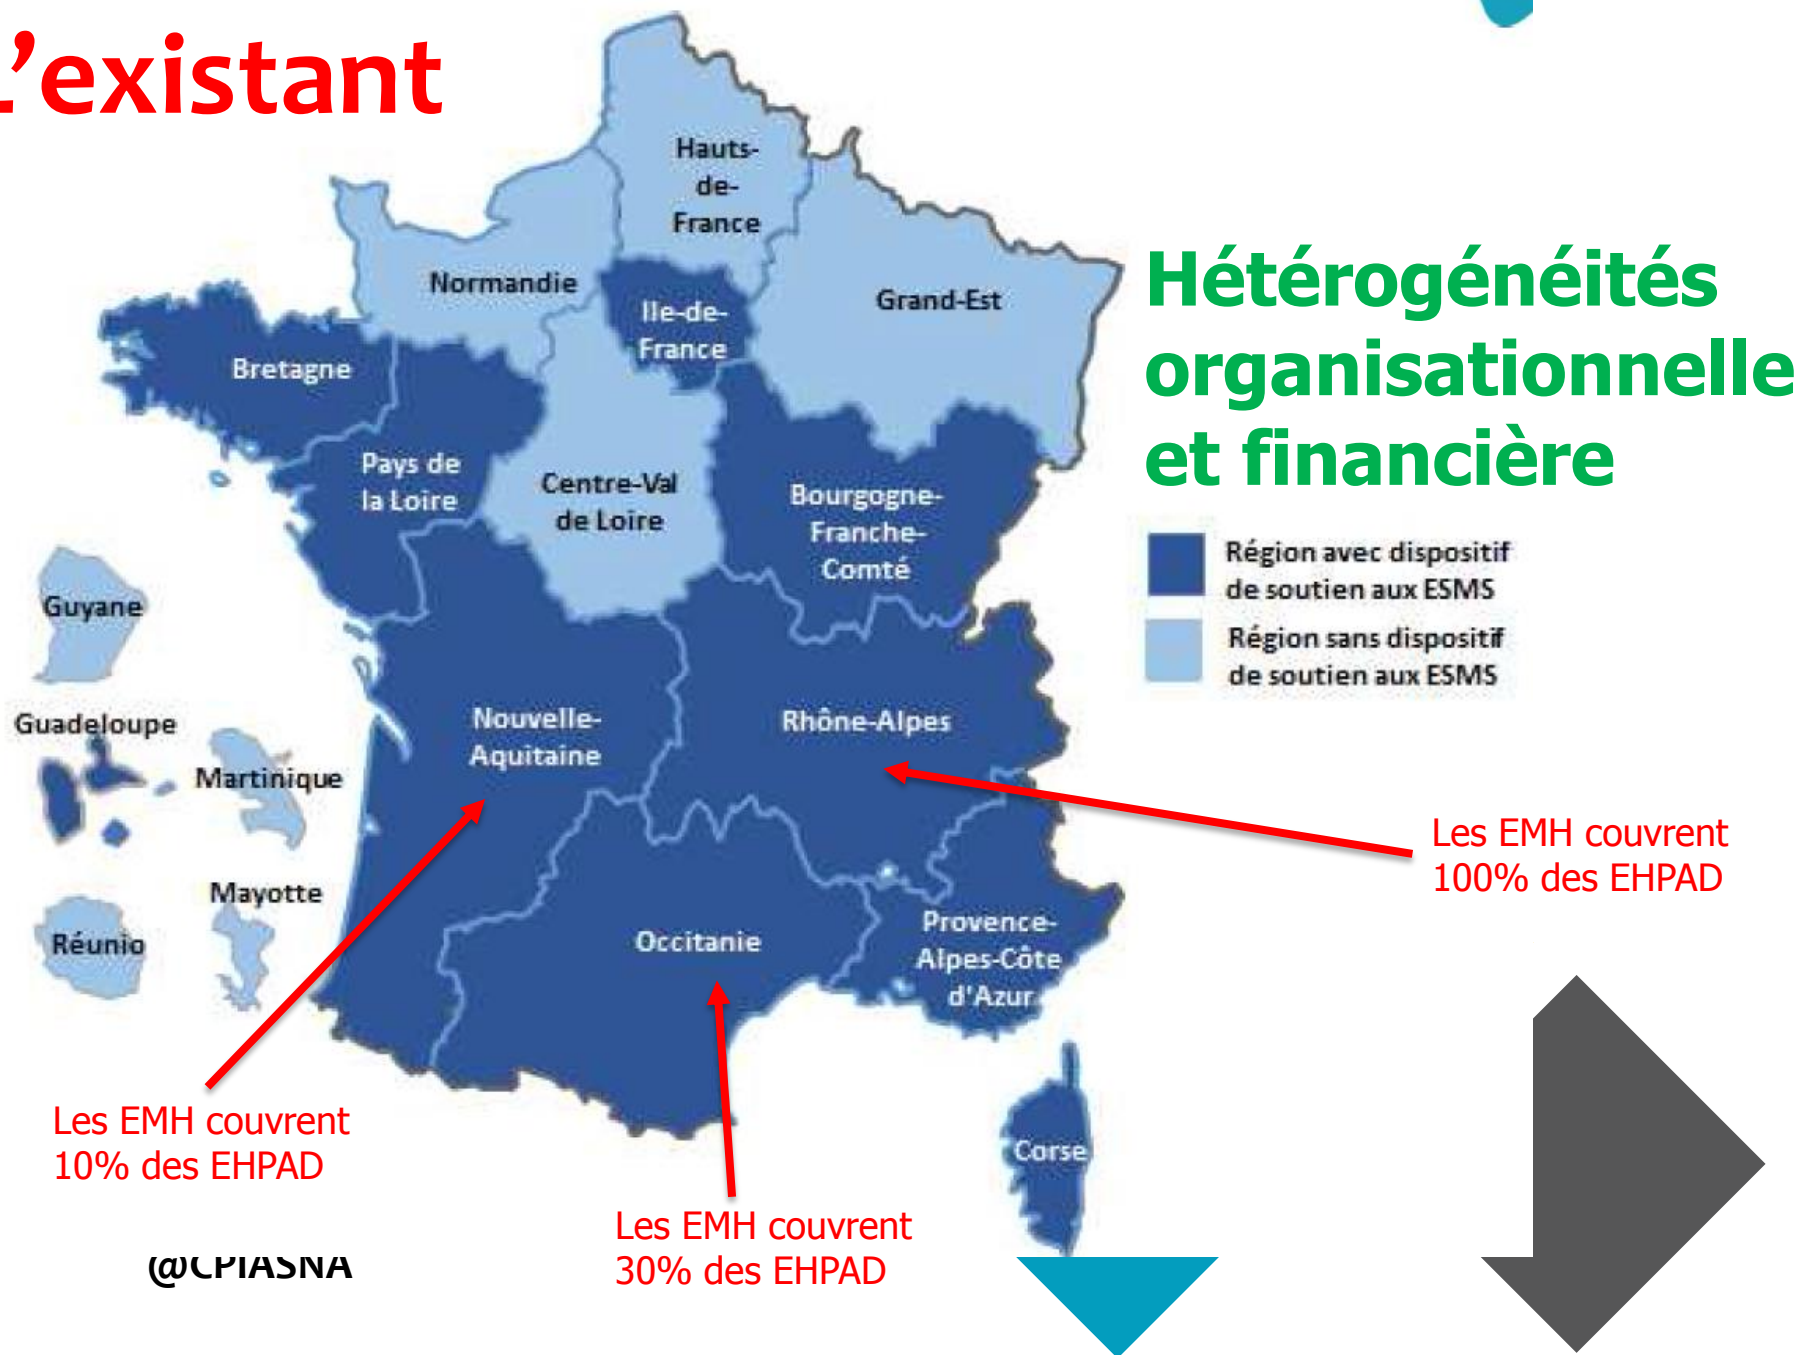 L'existant
Hauts-
de-
France
Normandie
Ile-de-
France
Grand-Est
Bretagne
Pays de
la Loire
Centre-Val
de Loire
Bourgogne-
Franche-
Comté
Hétérogénéités
organisationnelle
et financière
Région avec dispositif
de soutien aux ESMS
Région sans dispositif
de soutien aux ESMS
Guyane
Guadeloupe
Martinique
Mayotte
Réunio
Nouvelle-
Aquitaine
Rhône-Alpes
Occitanie
Provence-
Alpes-Côte
d'Azur
Corse
Les EMH couvrent
100% des EHPAD
Les EMH couvrent
10% des EHPAD
Les EMH couvrent
30% des EHPAD
@CPIASNA